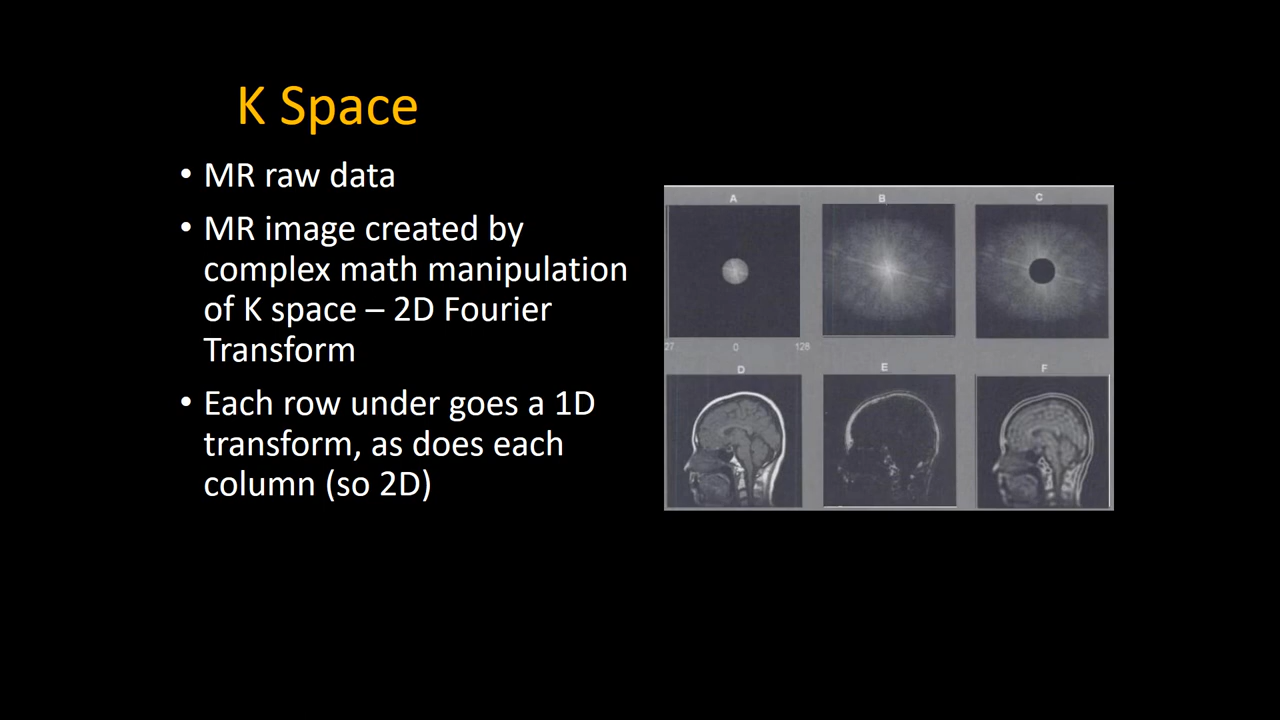 K Space
• MR raw data
• MR image created by
complex math manipulation
of K space – 2D Fourier
Transform
• Each row under goes a 1D
transform, as does each
column (so 2D)
A B C
27 0 128
D E F